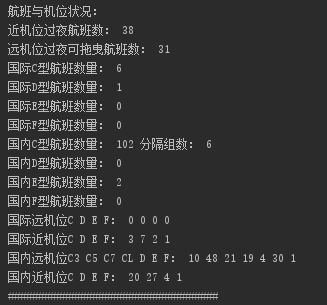 航班与机位状况:
近机位过夜航班数: 38
远机位过夜可拖曳航班数: 31
国际C型航班数量: 6
国际D型航班数量: 1
国际E型航班数量: 0
国际F型航班数量: 0
国内C型航班数量: 102 分隔组数: 6
国内D型航班数量: 0
国内E型航班数量: 2
国内F型航班数量: 0
国际远机位C D E F: 0 0 0 0
国际近机位C D E F: 3 7 2 1
国内远机位C3 C5 C7 CL D E F: 10 48 21 19 4 30 1
国内近机位C D E F: 20 27 4 1